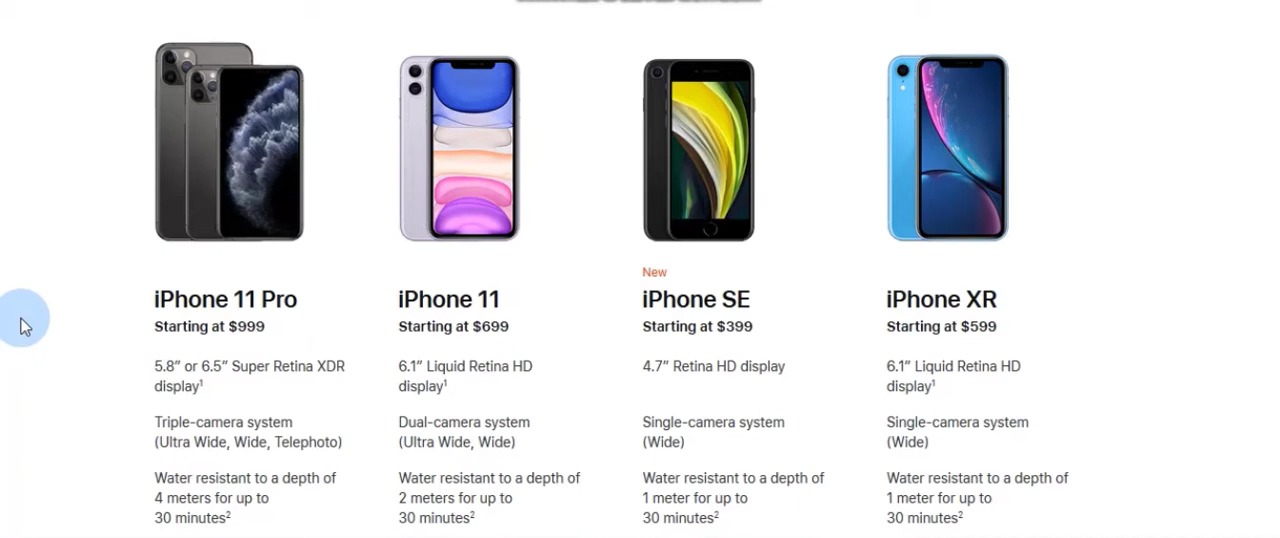 iPhone 11 Pro
Starting at $999
5.8″ or 6.5″ Super Retina XDR
display¹
Triple-camera system
(Ultra Wide, Wide, Telephoto)
Water resistant to a depth of
4 meters for up to
30 minutes²
iPhone 11
Starting at $699
6.1″ Liquid Retina HD
display¹
Dual-camera system
(Ultra Wide, Wide)
Water resistant to a depth of
2 meters for up to
30 minutes²
New
iPhone SE
Starting at $399
4.7″ Retina HD display
Single-camera system
(Wide)
Water resistant to a depth of
1 meter for up to
30 minutes²
iPhone XR
Starting at $599
6.1″ Liquid Retina HD
display¹
Single-camera system
(Wide)
Water resistant to a depth of
1 meter for up to
30 minutes²